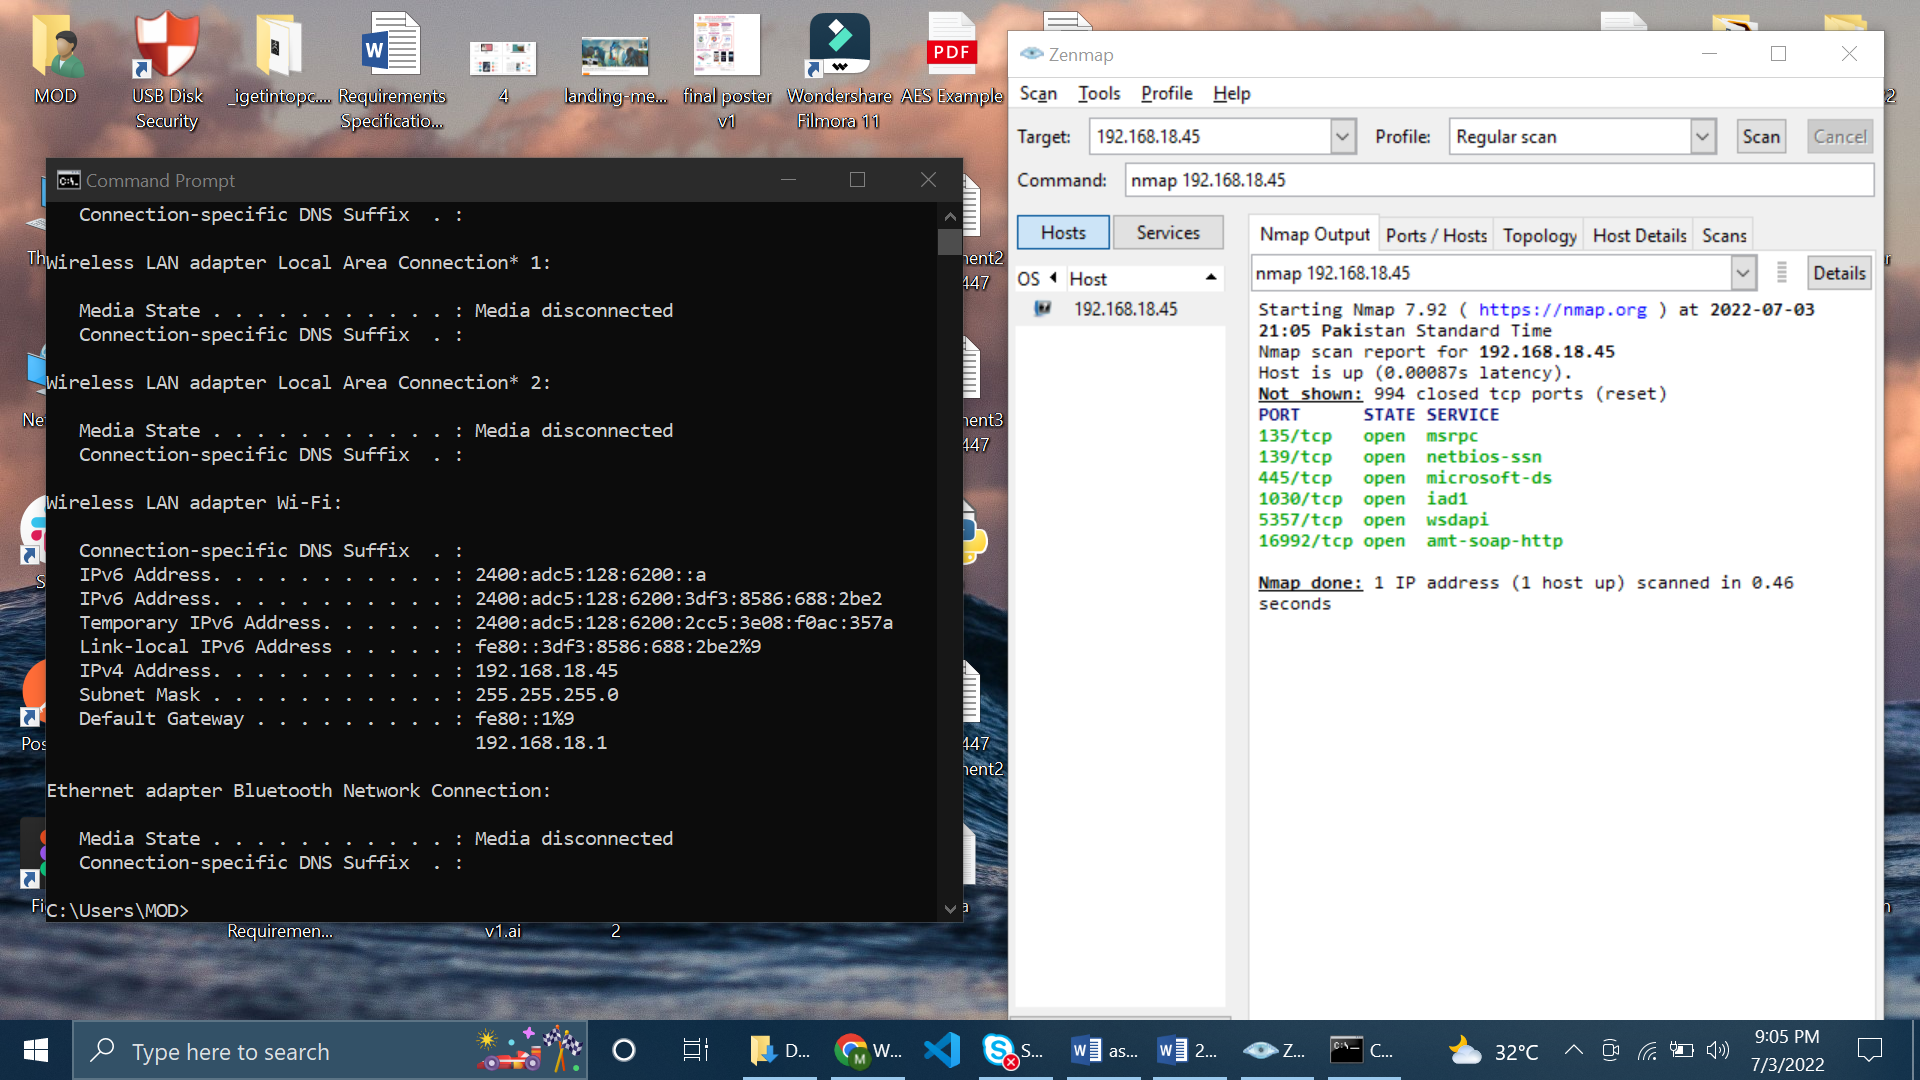 MOD
USB Disk
Security
_igetintopc....
Requirements
Specificatio...
4
landing-me...
final poster
v1
Wondershare
Filmora 11
PDF
AES Example
Command Prompt
Connection-specific DNS Suffix  . :
Wireless LAN adapter Local Area Connection* 1:
Media State . . . . . . . . . . . : Media disconnected
Connection-specific DNS Suffix  . :
Wireless LAN adapter Local Area Connection* 2:
Media State . . . . . . . . . . . : Media disconnected
Connection-specific DNS Suffix  . :
Wireless LAN adapter Wi-Fi:
Connection-specific DNS Suffix  . :
IPv6 Address. . . . . . . . . . . : 2400:adc5:128:6200::a
IPv6 Address. . . . . . . . . . . : 2400:adc5:128:6200:3df3:8586:688:2be2
Temporary IPv6 Address. . . . . . : 2400:adc5:128:6200:2cc5:3e08:f0ac:357a
Link-local IPv6 Address . . . . . : fe80::3df3:8586:688:2be2%9
IPv4 Address. . . . . . . . . . . : 192.168.18.45
Subnet Mask . . . . . . . . . . . : 255.255.255.0
Default Gateway . . . . . . . . . : fe80::1%9
192.168.18.1
Ethernet adapter Bluetooth Network Connection:
Media State . . . . . . . . . . . : Media disconnected
Connection-specific DNS Suffix  . :
C:\Users\MOD>
Requiremen...
v1.ai
2
Zenmap
Scan Tools Profile Help
Target: 192.168.18.45 Profile: Regular scan Scan Cancel
Command: nmap 192.168.18.45
Hosts Services
OS Host
192.168.18.45
Nmap Output Ports / Hosts Topology Host Details Scans
nmap 192.168.18.45 Details
Starting Nmap 7.92 ( https://nmap.org ) at 2022-07-03
21:05 Pakistan Standard Time
Nmap scan report for 192.168.18.45
Host is up (0.00087s latency).
Not shown: 994 closed tcp ports (reset)
PORT STATE SERVICE
135/tcp open msrpc
139/tcp open netbios-ssn
445/tcp open microsoft-ds
1030/tcp open iad1
5357/tcp open wsdapi
16992/tcp open amt-soap-http
Nmap done: 1 IP address (1 host up) scanned in 0.46
seconds
Type here to search
D...
W...
S...
as...
2...
Z...
C...
32°C
9:05 PM
7/3/2022